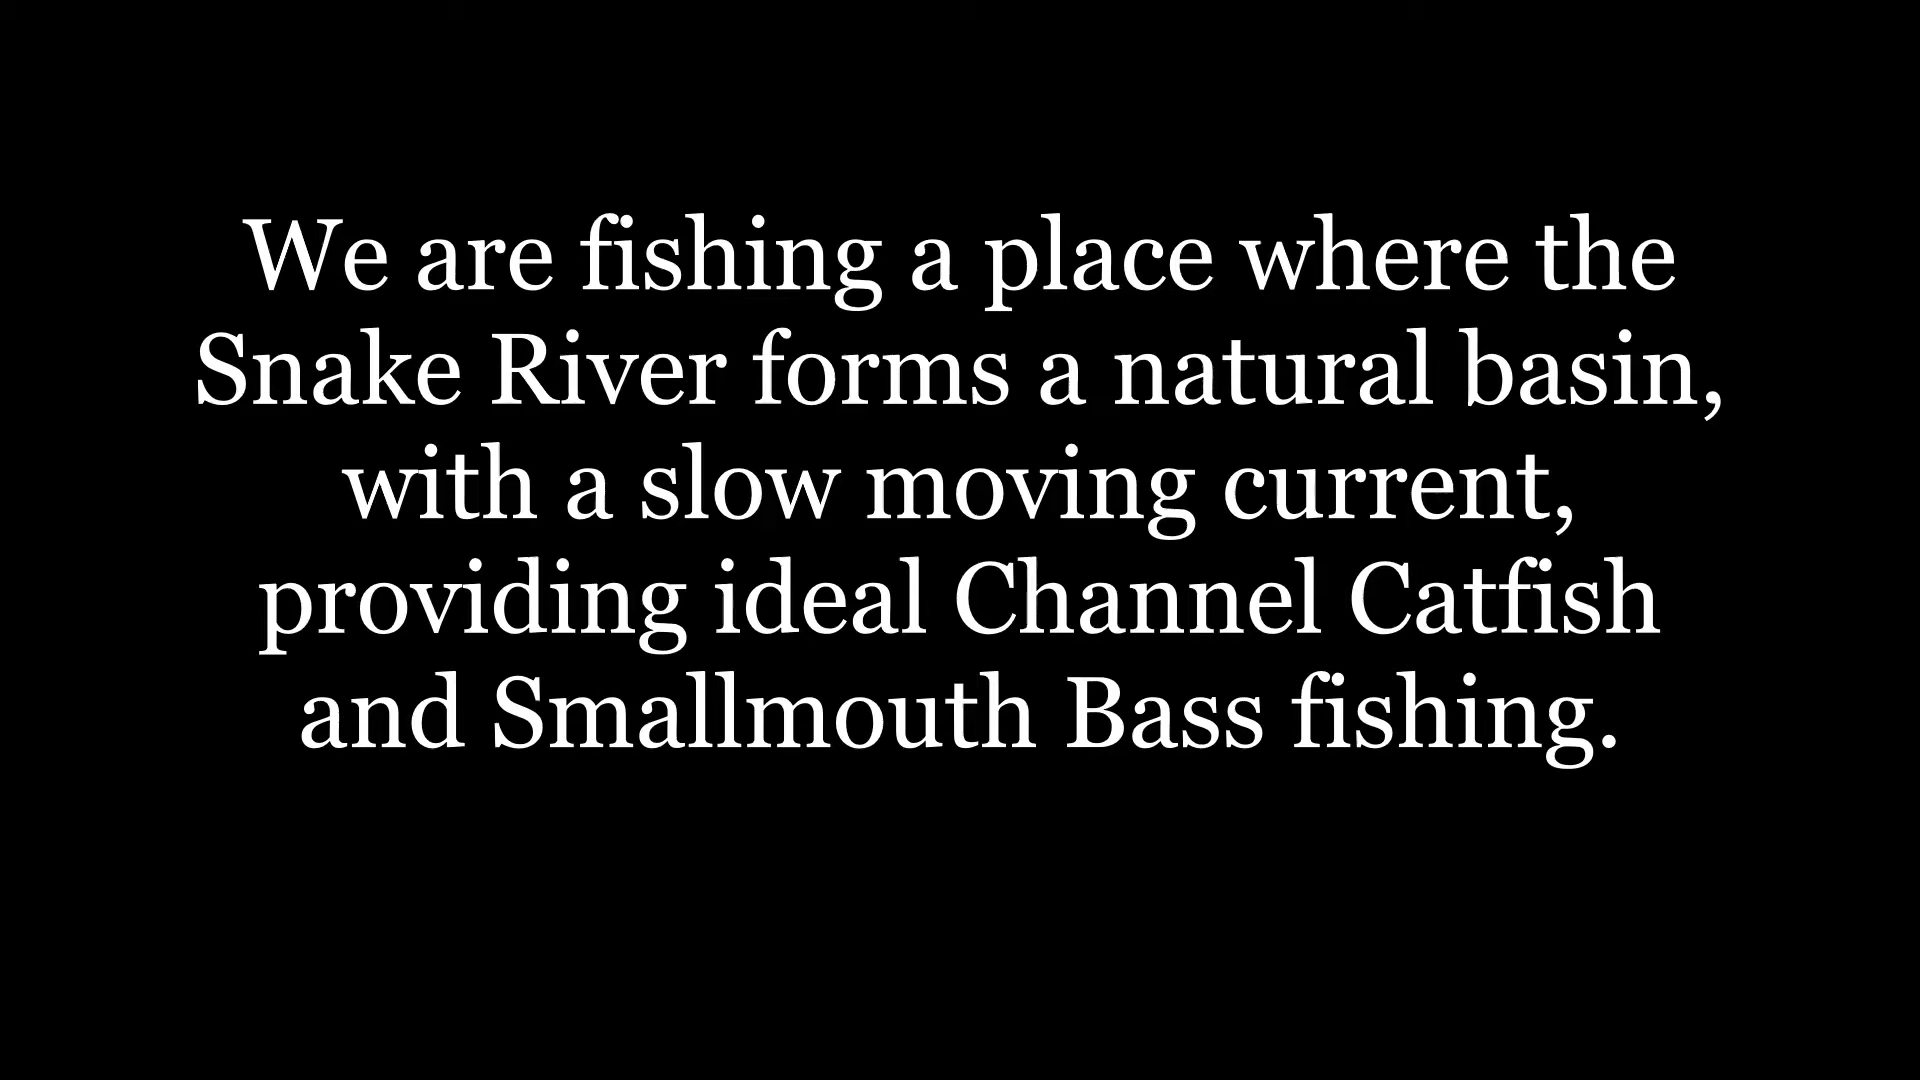 We are fishing a place where the
Snake River forms a natural basin,
with a slow moving current,
providing ideal Channel Catfish
and Smallmouth Bass fishing.